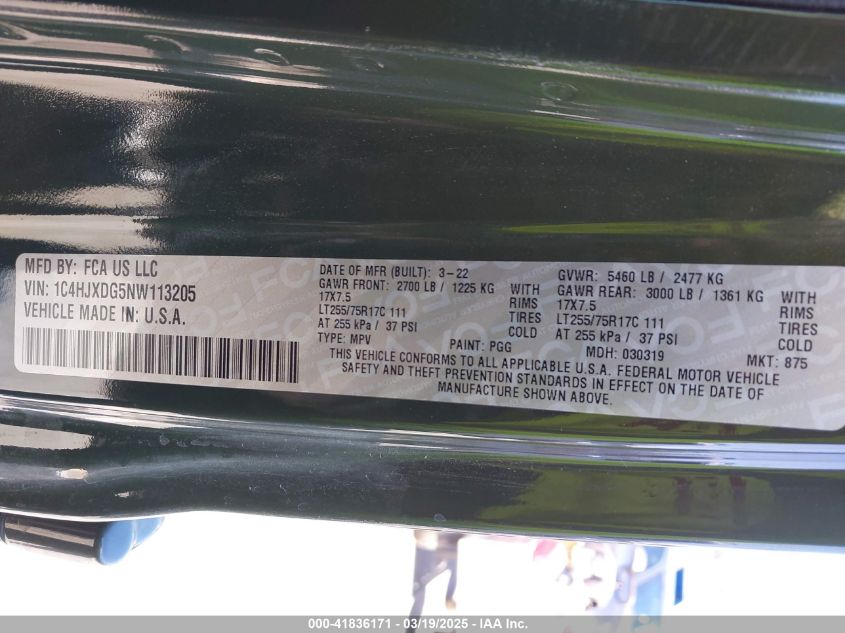 MFD BY: FCA US LLC
VIN: 1C4HJXDG5NW113205
VEHICLE MADE IN: U.S.A.
DATE OF MFR (BUILT): 3-22
GAWR FRONT: 2700 LB / 1225 KG WITH
17X7.5 RIMS
LT255/75R17C 111 TIRES
AT 255 kPa / 37 PSI COLD
TYPE: MPV PAINT: PGG
GVWR: 5460 LB / 2477 KG
GAWR REAR: 3000 LB / 1361 KG WITH
17X7.5 RIMS
LT255/75R17C 111 TIRES
AT 255 kPa / 37 PSI COLD
MDH: 030319 MKT: 875
THIS VEHICLE CONFORMS TO ALL APPLICABLE U.S.A. FEDERAL MOTOR VEHICLE
SAFETY AND THEFT PREVENTION STANDARDS IN EFFECT ON THE DATE OF
MANUFACTURE SHOWN ABOVE.
000-41836171 - 03/19/2025 - IAA Inc.